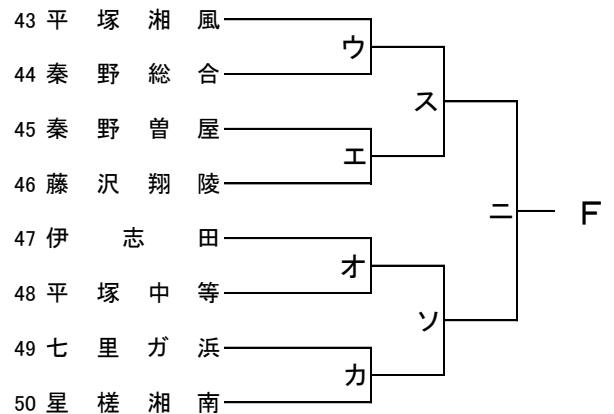 43 平塚湘風
ウ
44 秦野総合
ス
45 秦野曽屋
エ
46 藤沢翔陵
ニ F
47 伊志田
オ
48 平塚中等
ソ
49 七里ガ浜
カ
50 星槎湘南